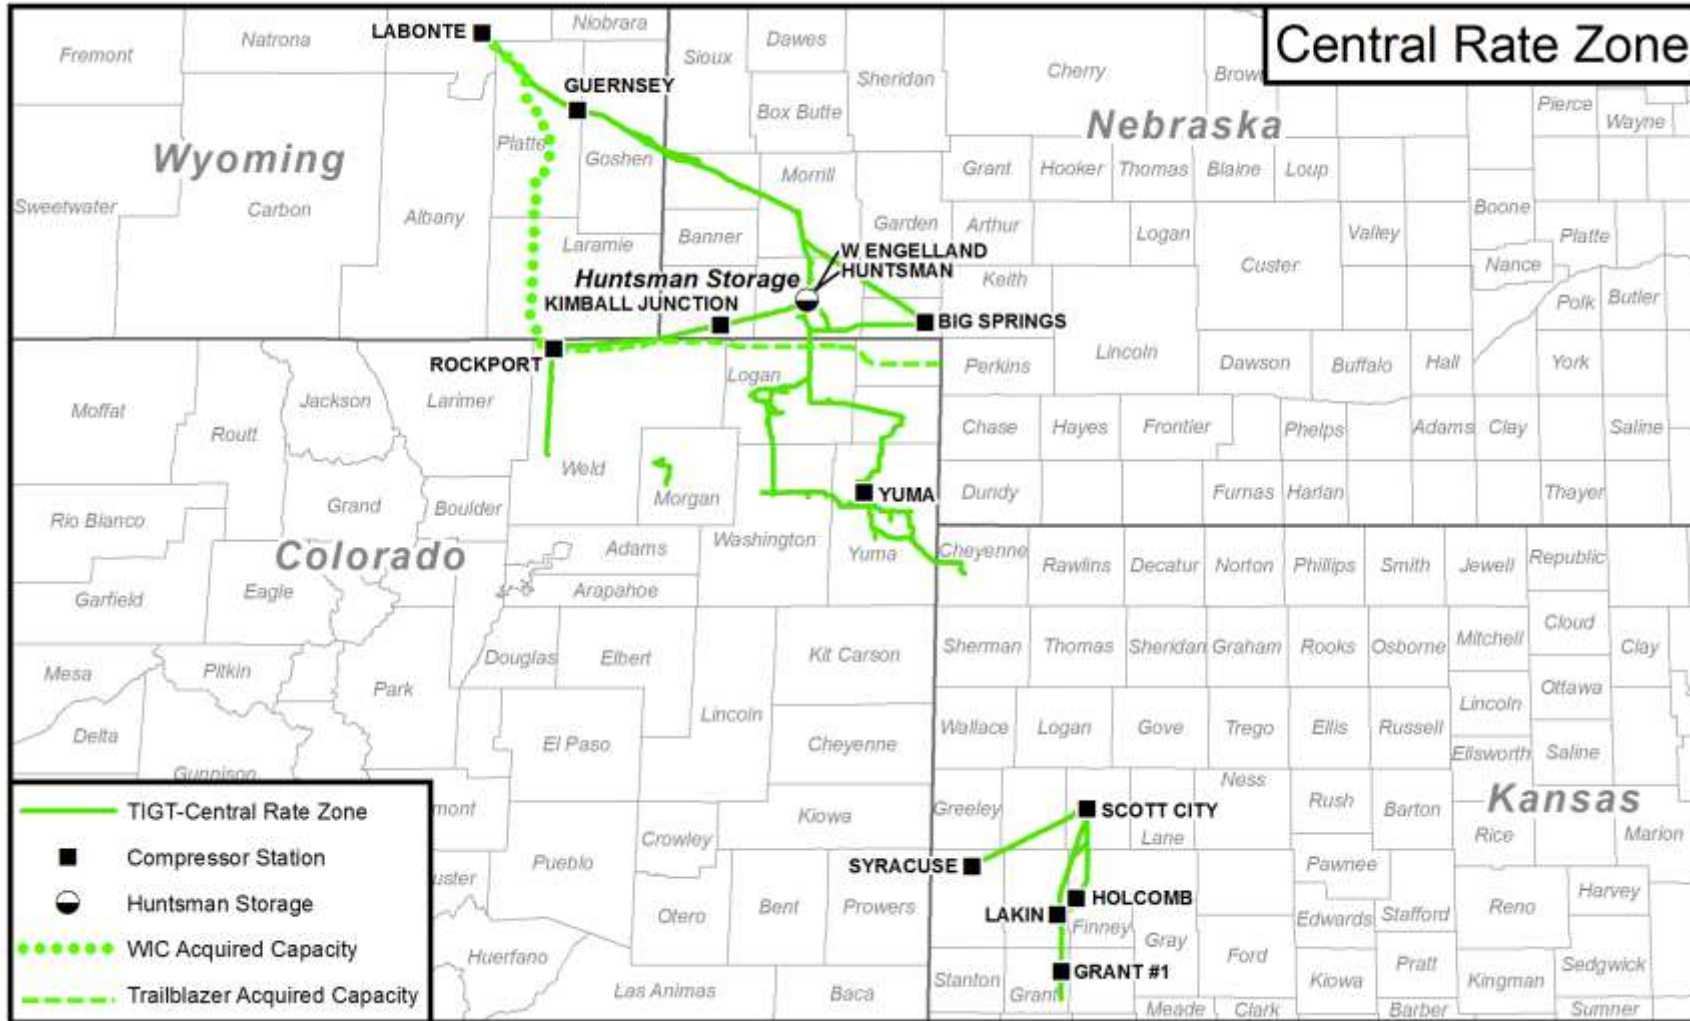 Central Rate Zone
LABONTE
Niobrara
Natrona
Fremont
Dawes
Sioux
Sheridan
Cherry
GUERNSEY
Box Butte
Pierce
Wayne
Nebraska
Wyoming
Platte
Goshen
Morrill
Grant
Hooker
Thomas
Blaine
Loup
Sweetwater
Carbon
Albany
Laramie
Banner
Garden
Arthur
Logan
Valley
Boone
Platte
W ENGELLAND
HUNTSMAN
Huntsman Storage
Keith
Custer
Nance
KIMBALL JUNCTION
Polk
Butler
BIG SPRINGS
ROCKPORT
Logan
Perkins
Lincoln
Dawson
Buffalo
Hall
York
Moffat
Jackson
Larimer
Routt
Chase
Hayes
Frontier
Phelps
Adams
Clay
Saline
Weld
Morgan
YUMA
Dundy
Furnas
Harlan
Thayer
Rio Blanco
Grand
Boulder
Colorado
Adams
Washington
Yuma
Cheyenne
Rawlins
Decatur
Norton
Phillips
Smith
Jewell
Republic
Garfield
Eagle
Arapahoe
Sherman
Thomas
Sheridan
Graham
Rooks
Osborne
Mitchell
Cloud
Clay
Mesa
Pitkin
Park
Douglas
Elbert
Kit Carson
Lincoln
Wallace
Logan
Gove
Trego
Ellis
Russell
Lincoln
Ottawa
Delta
Gunnison
El Paso
Cheyenne
Ellsworth
Saline
mont
Kiowa
Greeley
SCOTT CITY
Lane
Ness
Rush
Barton
Kansas
Rice
Marion
Crowley
Pueblo
uster
SYRACUSE
Pawnee
Otero
Bent
Prowers
LAKIN
HOLCOMB
Finney
Edwards
Stafford
Reno
Harvey
Huerfano
Gray
Ford
Las Animas
Baca
Stanton
Grant
GRANT #1
Kiowa
Pratt
Kingman
Sedgwick
Meade
Clark
Barber
Sumner
TIGT-Central Rate Zone
Compressor Station
Huntsman Storage
WIC Acquired Capacity
Trailblazer Acquired Capacity